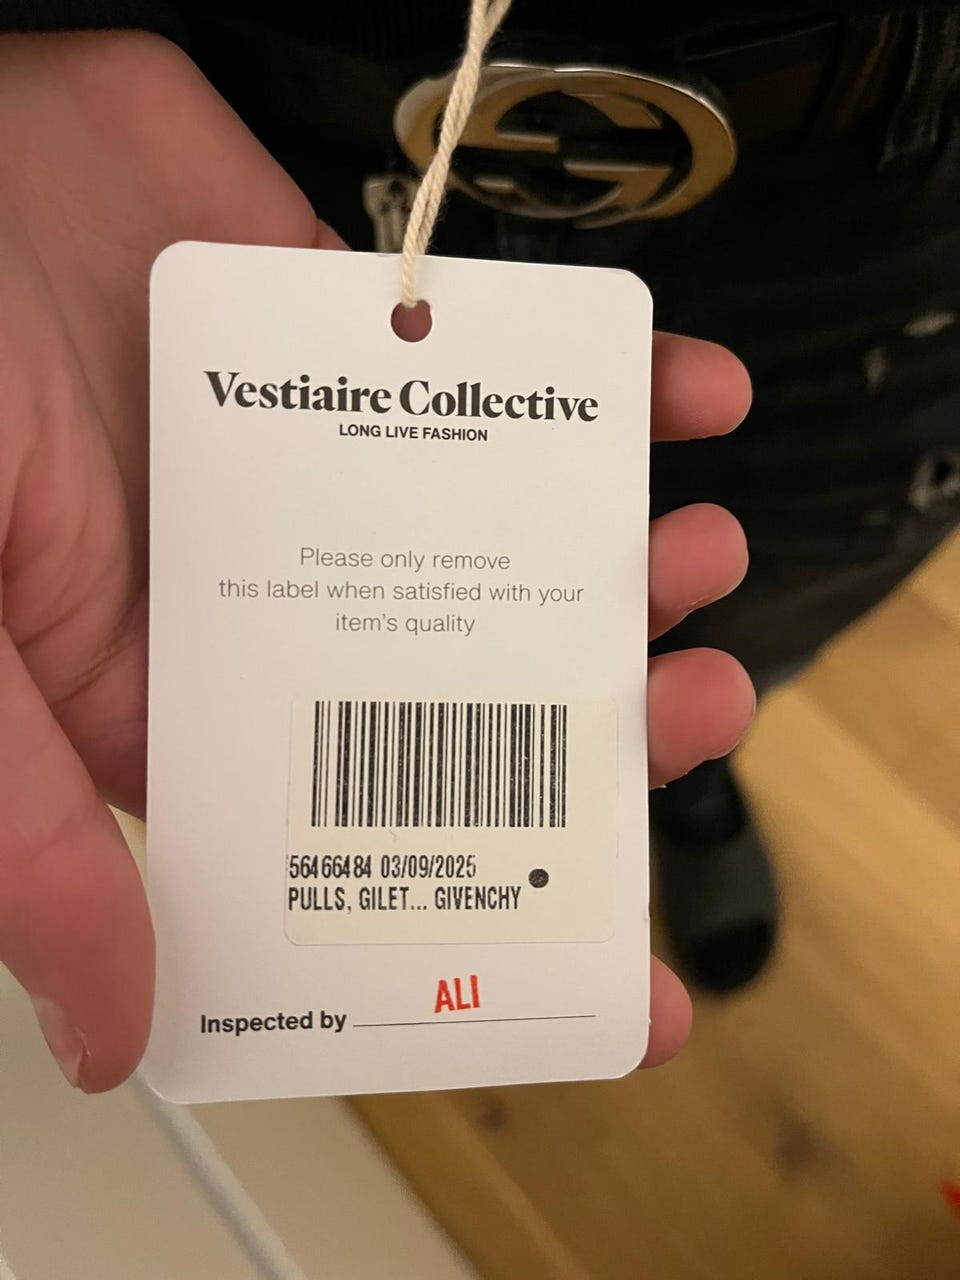 Vestiaire Collective
LONG LIVE FASHION
Please only remove
this label when satisfied with your
item's quality
56466484 03/09/2025
PULLS, GILET... GIVENCHY
ALI
Inspected by